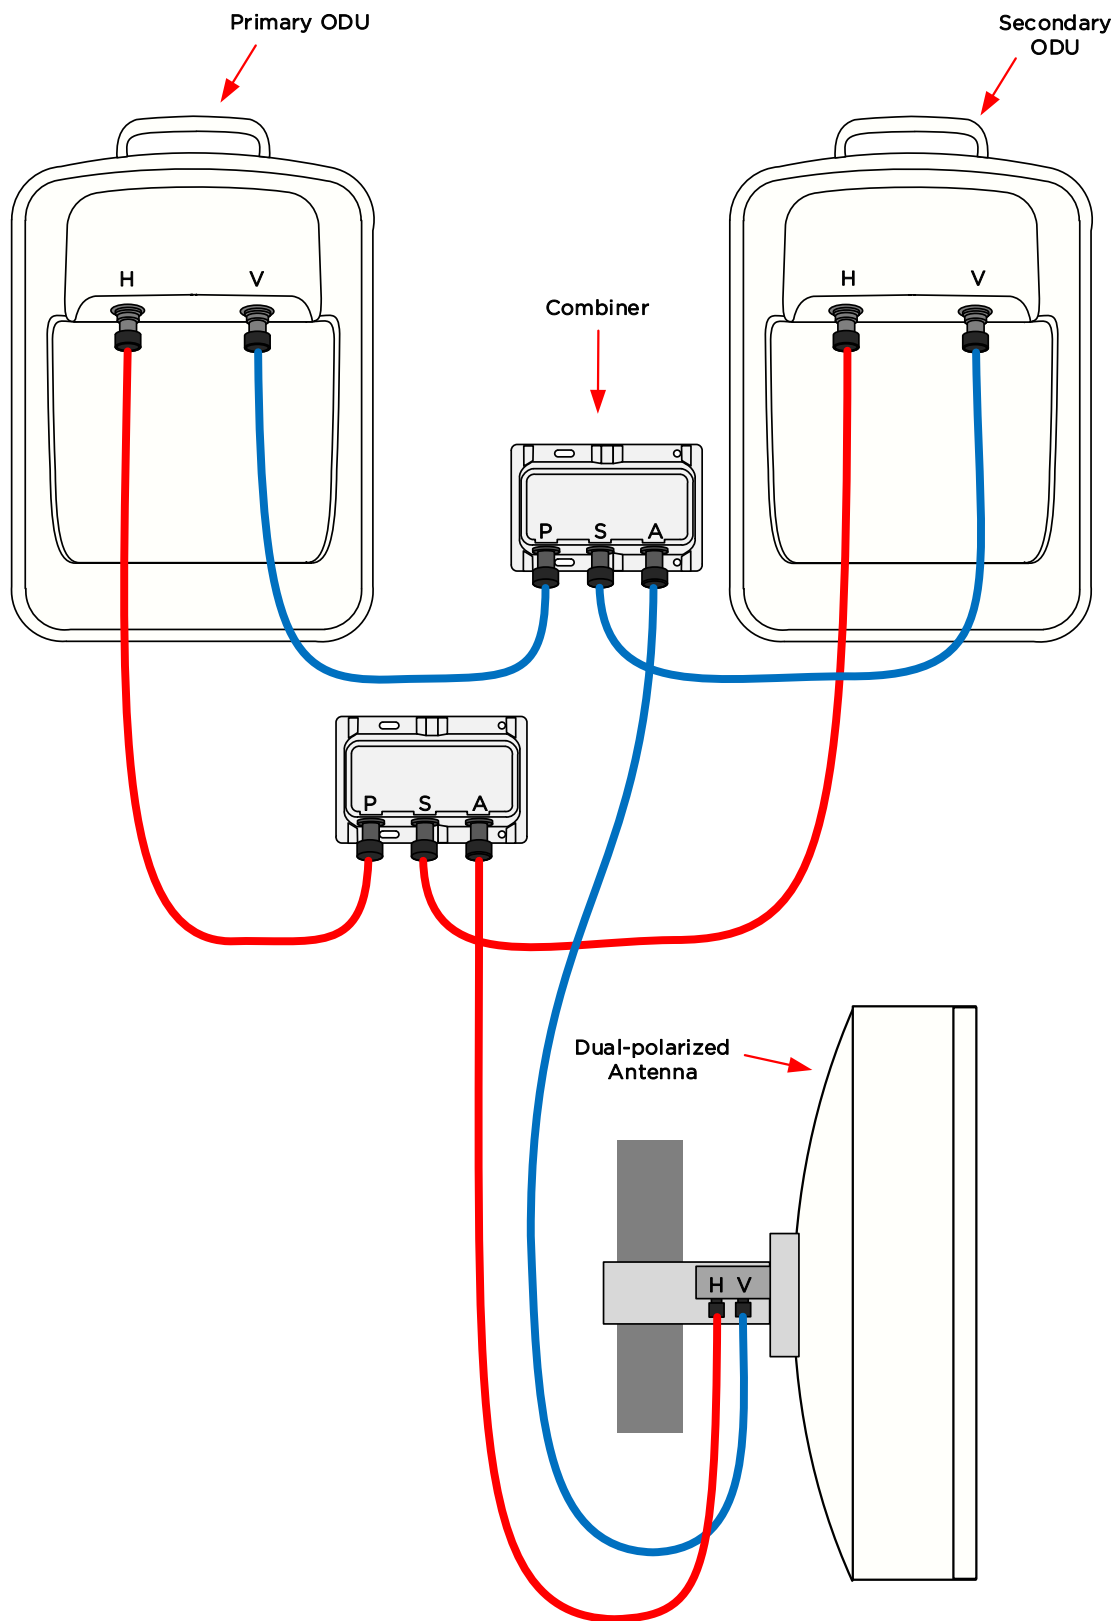 Primary ODU
Secondary
ODU
H V
H V
Combiner
P S A
P S A
Dual-polarized
Antenna
H V